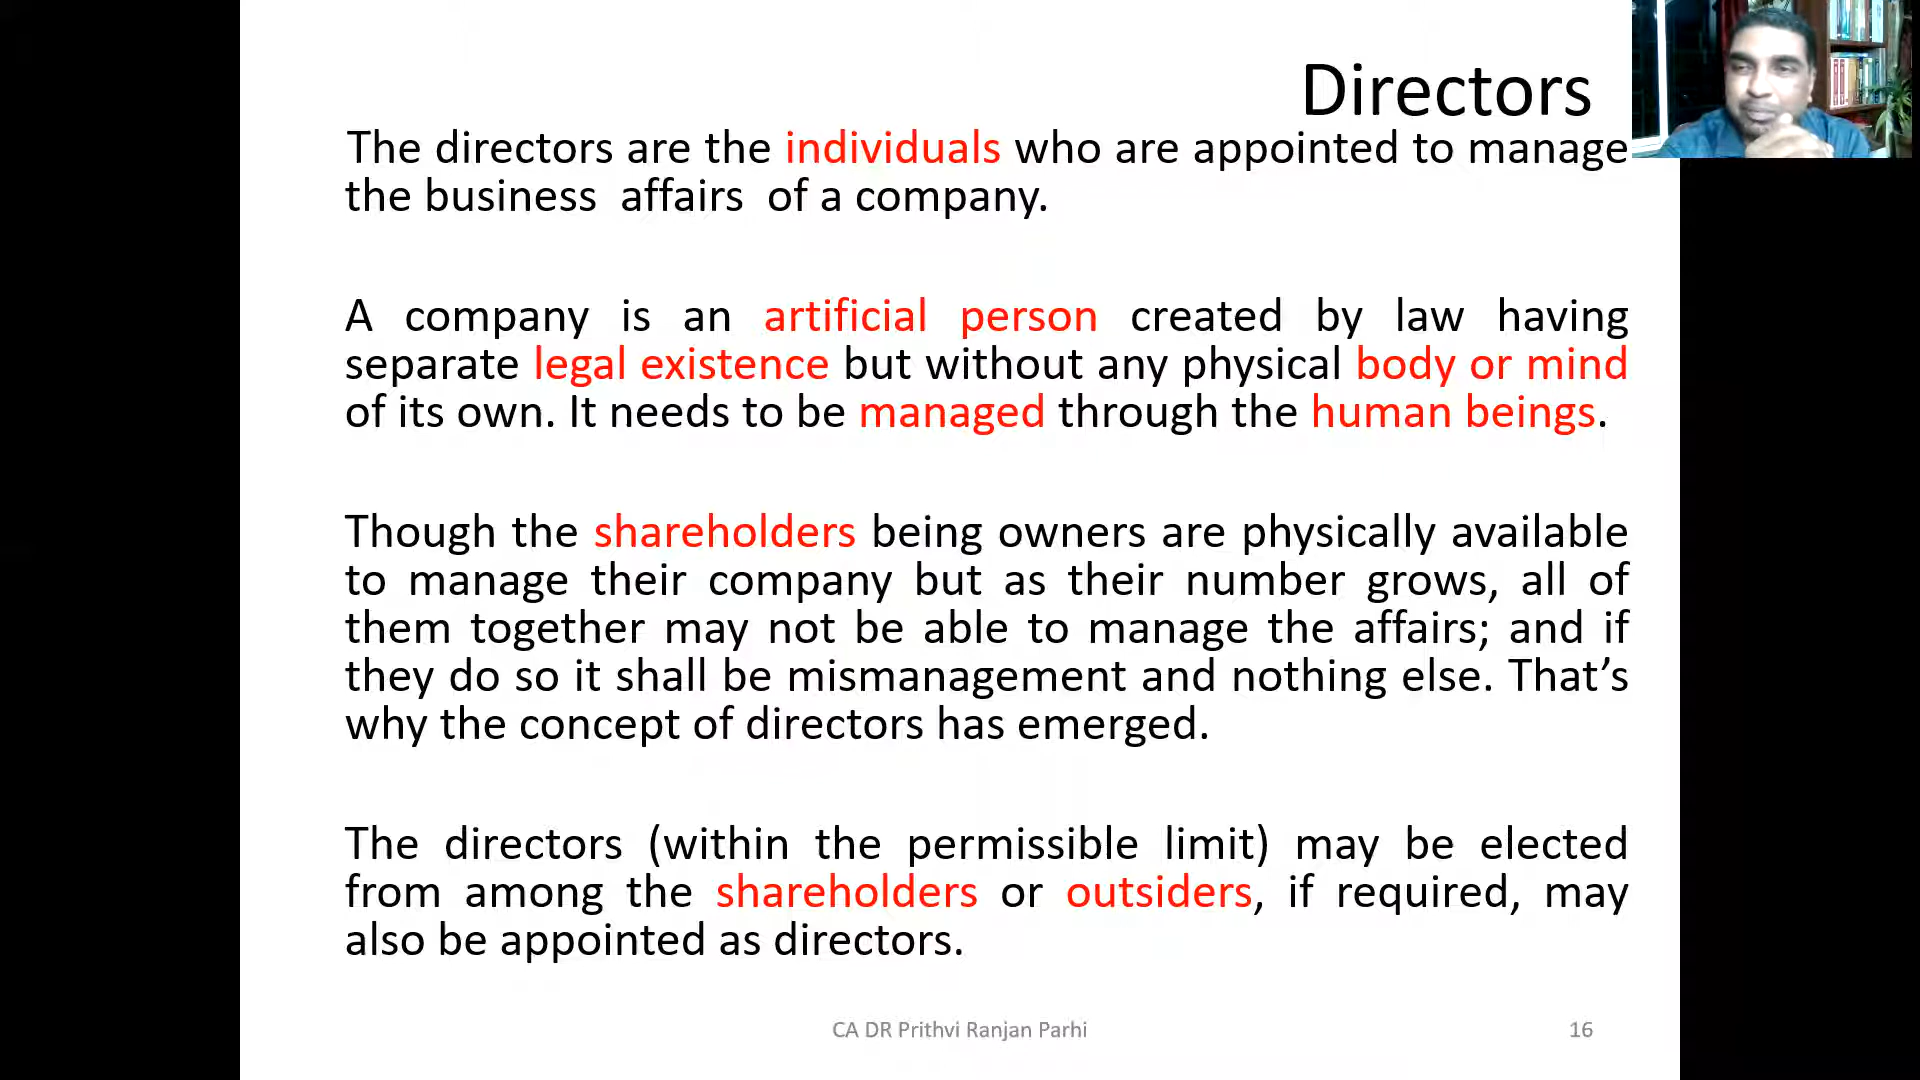 Directors
The directors are the individuals who are appointed to manage
the business affairs of a company.
A company is an artificial person created by law having
separate legal existence but without any physical body or mind
of its own. It needs to be managed through the human beings.
Though the shareholders being owners are physically available
to manage their company but as their number grows, all of
them together may not be able to manage the affairs; and if
they do so it shall be mismanagement and nothing else. That’s
why the concept of directors has emerged.
The directors (within the permissible limit) may be elected
from among the shareholders or outsiders, if required, may
also be appointed as directors.
CA DR Prithvi Ranjan Parhi
16